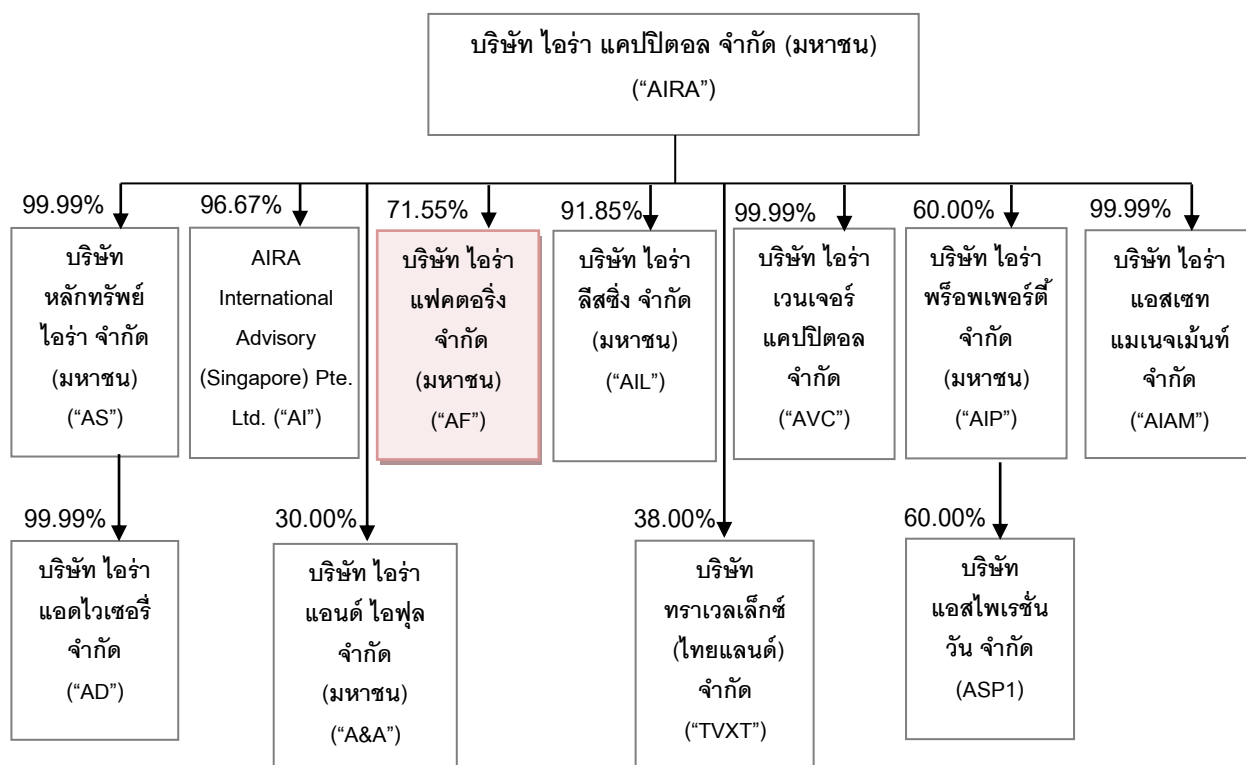 บริษัท ไอร่า แคปปิตอล จำกัด (มหาชน)
(“AIRA”)
99.99%
96.67%
71.55%
91.85%
99.99%
60.00%
99.99%
บริษัท
หลักทรัพย์
ไอร่า จำกัด
(มหาชน)
(“AS”)
AIRA
International
Advisory
(Singapore) Pte.
Ltd. (“AI”)
บริษัท ไอร่า
แฟคตอริ่ง
จำกัด
(มหาชน)
(“AF”)
บริษัท ไอร่า
ลีสซิ่ง จำกัด
(มหาชน)
(“AIL”)
บริษัท ไอร่า
เวนเจอร์
แคปปิตอล
จำกัด
(“AVC”)
บริษัท ไอร่า
พร็อพเพอร์ตี้
จำกัด
(มหาชน)
(“AIP”)
บริษัท ไอร่า
แอสเซท
แมเนจเม้นท์
จำกัด
(“AIAM”)
99.99%
30.00%
38.00%
60.00%
บริษัท ไอร่า
แอดไวเซอรี่
จำกัด
(“AD”)
บริษัท ไอร่า
แอนด์ ไอฟุล
จำกัด
(มหาชน)
(“A&A”)
บริษัท
ทราเวลเล็กซ์
(ไทยแลนด์)
จำกัด
(“TVXT”)
บริษัท
แอสไพเรชั่น
วัน จำกัด
(ASP1)